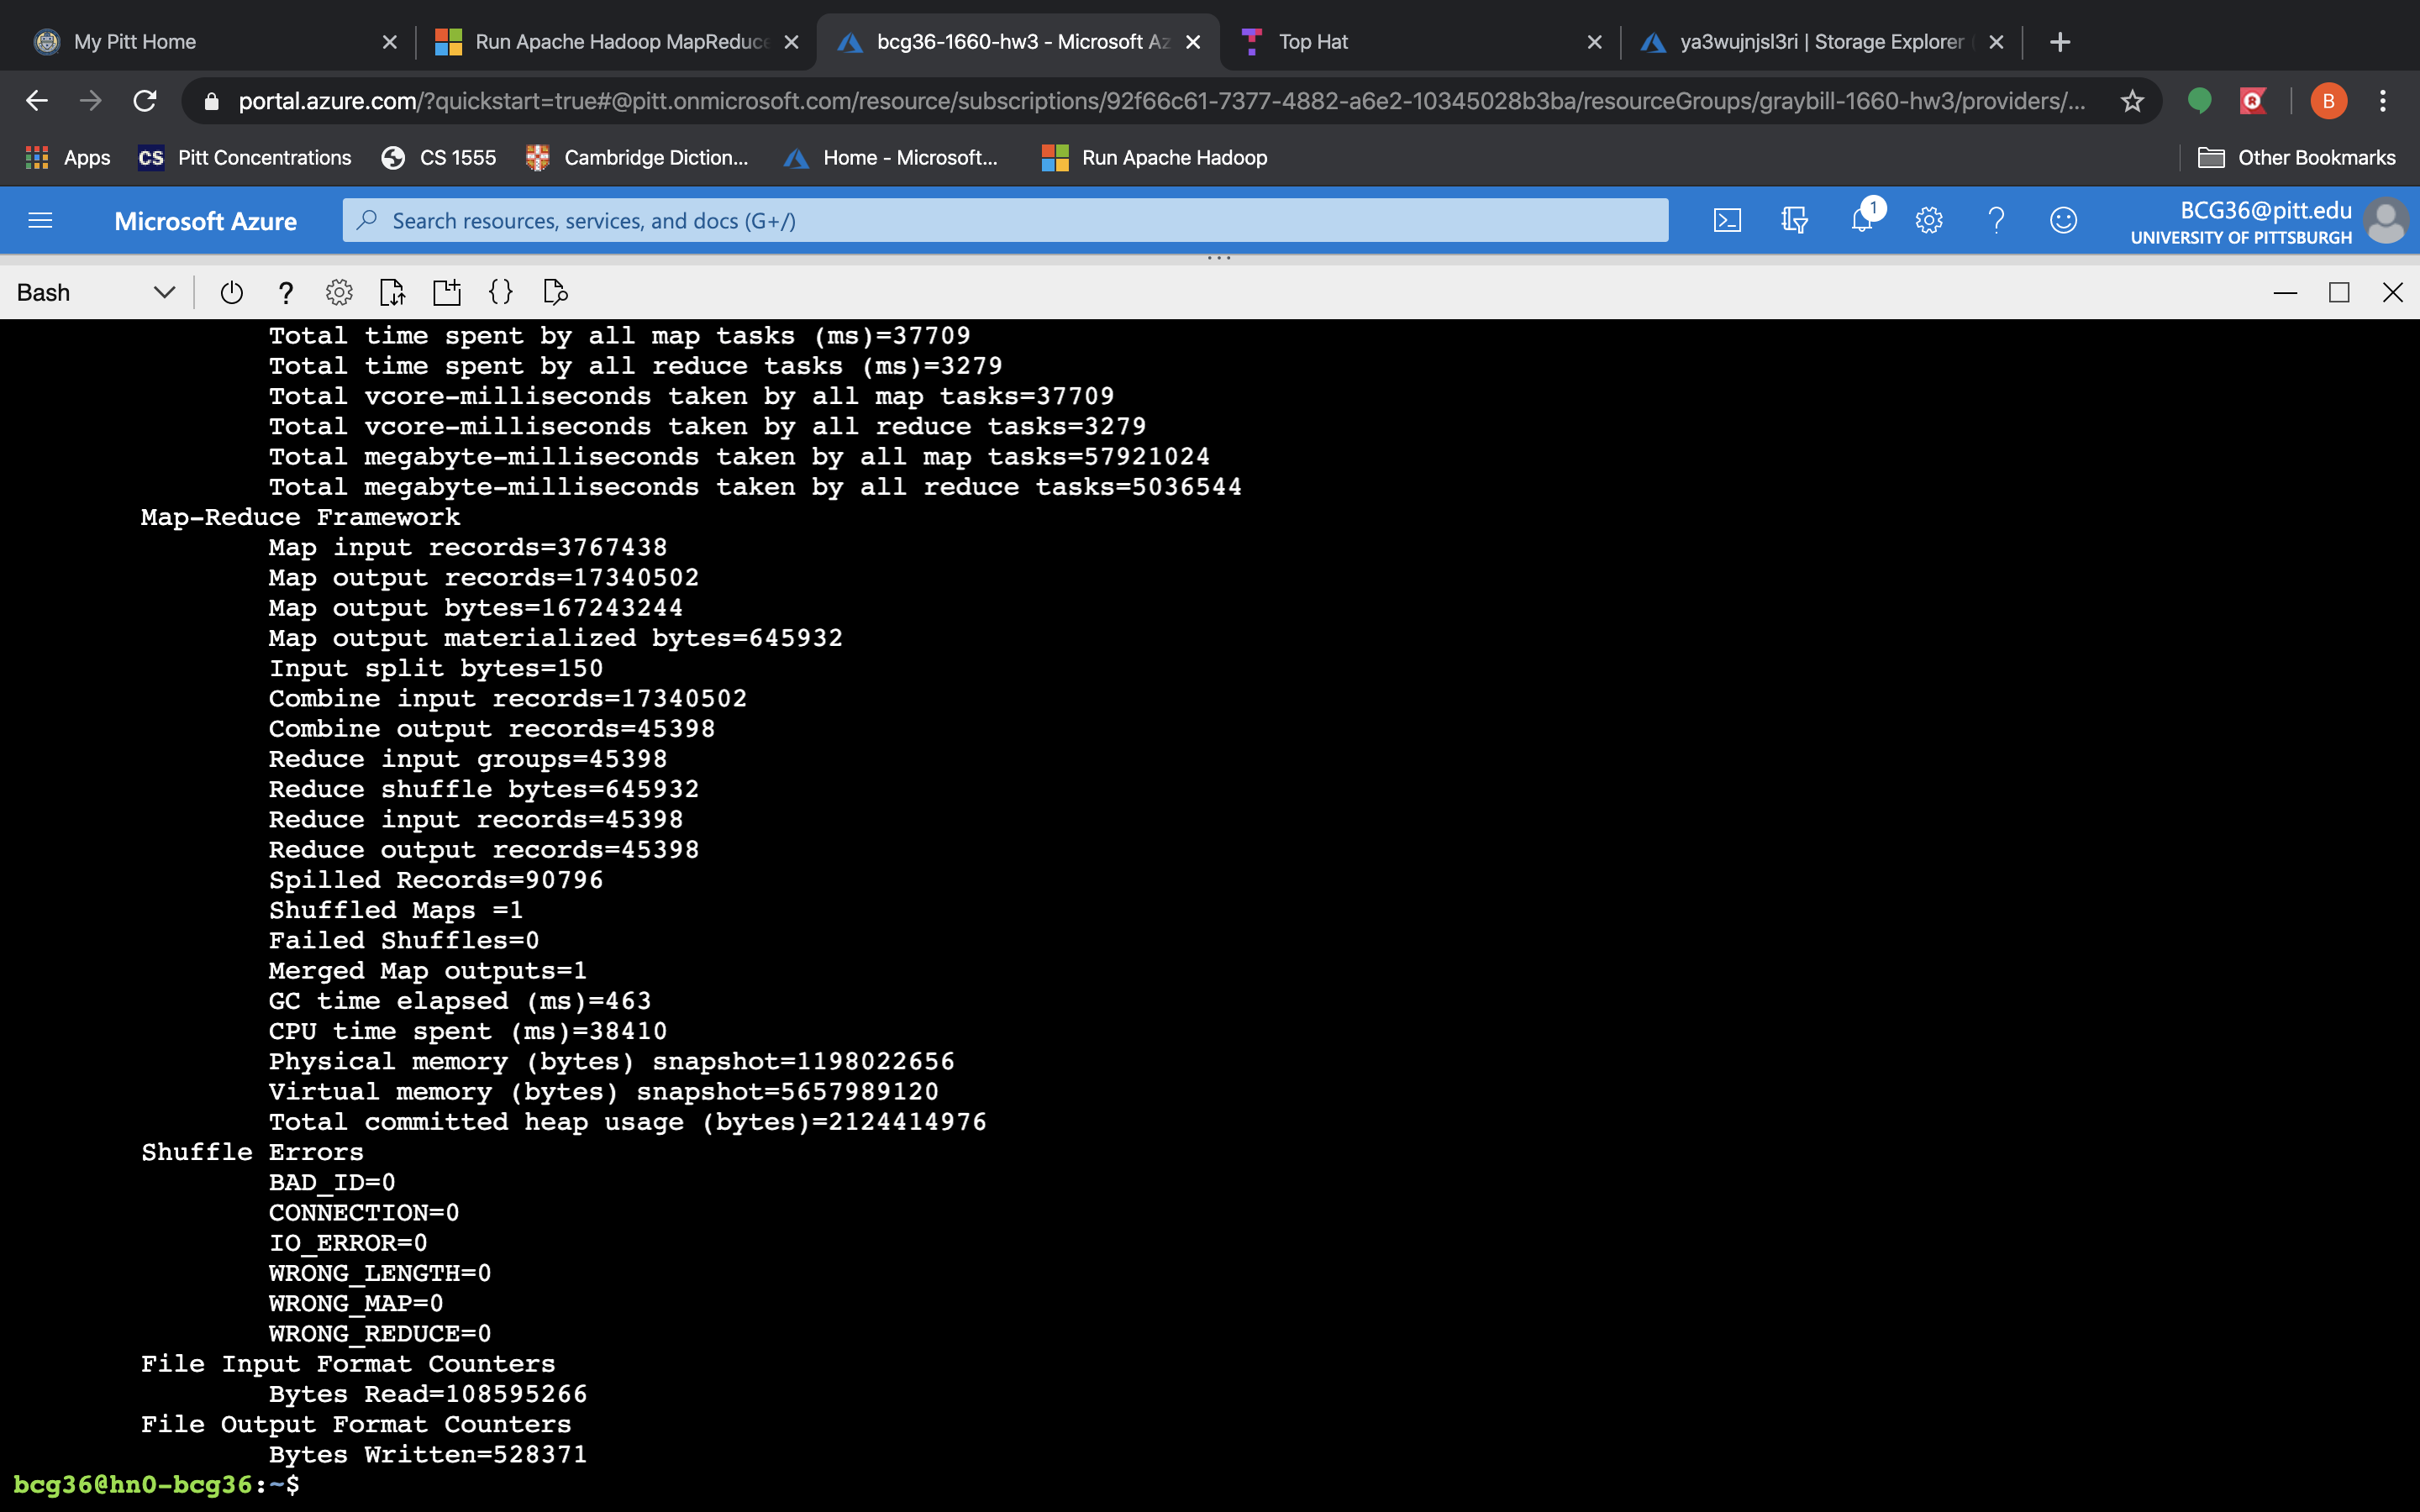 My Pitt Home
Run Apache Hadoop MapReduce
bcg36-1660-hw3 - Microsoft Az
Top Hat
ya3wujnjsl3ri | Storage Explorer
portal.azure.com/?quickstart=true#@pitt.onmicrosoft.com/resource/subscriptions/92f66c61-7377-4882-a6e2-10345028b3ba/resourceGroups/graybill-1660-hw3/providers/...
B
Apps
CS Pitt Concentrations
CS 1555
Cambridge Diction...
Home - Microsoft...
Run Apache Hadoop
Other Bookmarks
Microsoft Azure
Search resources, services, and docs (G+/)
1
BCG36@pitt.edu
UNIVERSITY OF PITTSBURGH
Bash
Total time spent by all map tasks (ms)=37709
Total time spent by all reduce tasks (ms)=3279
Total vcore-milliseconds taken by all map tasks=37709
Total vcore-milliseconds taken by all reduce tasks=3279
Total megabyte-milliseconds taken by all map tasks=57921024
Total megabyte-milliseconds taken by all reduce tasks=5036544
Map-Reduce Framework
Map input records=3767438
Map output records=17340502
Map output bytes=167243244
Map output materialized bytes=645932
Input split bytes=150
Combine input records=17340502
Combine output records=45398
Reduce input groups=45398
Reduce shuffle bytes=645932
Reduce input records=45398
Reduce output records=45398
Spilled Records=90796
Shuffled Maps =1
Failed Shuffles=0
Merged Map outputs=1
GC time elapsed (ms)=463
CPU time spent (ms)=38410
Physical memory (bytes) snapshot=1198022656
Virtual memory (bytes) snapshot=5657989120
Total committed heap usage (bytes)=2124414976
Shuffle Errors
BAD_ID=0
CONNECTION=0
IO_ERROR=0
WRONG_LENGTH=0
WRONG_MAP=0
WRONG_REDUCE=0
File Input Format Counters
Bytes Read=108595266
File Output Format Counters
Bytes Written=528371
bcg36@hn0-bcg36:~$